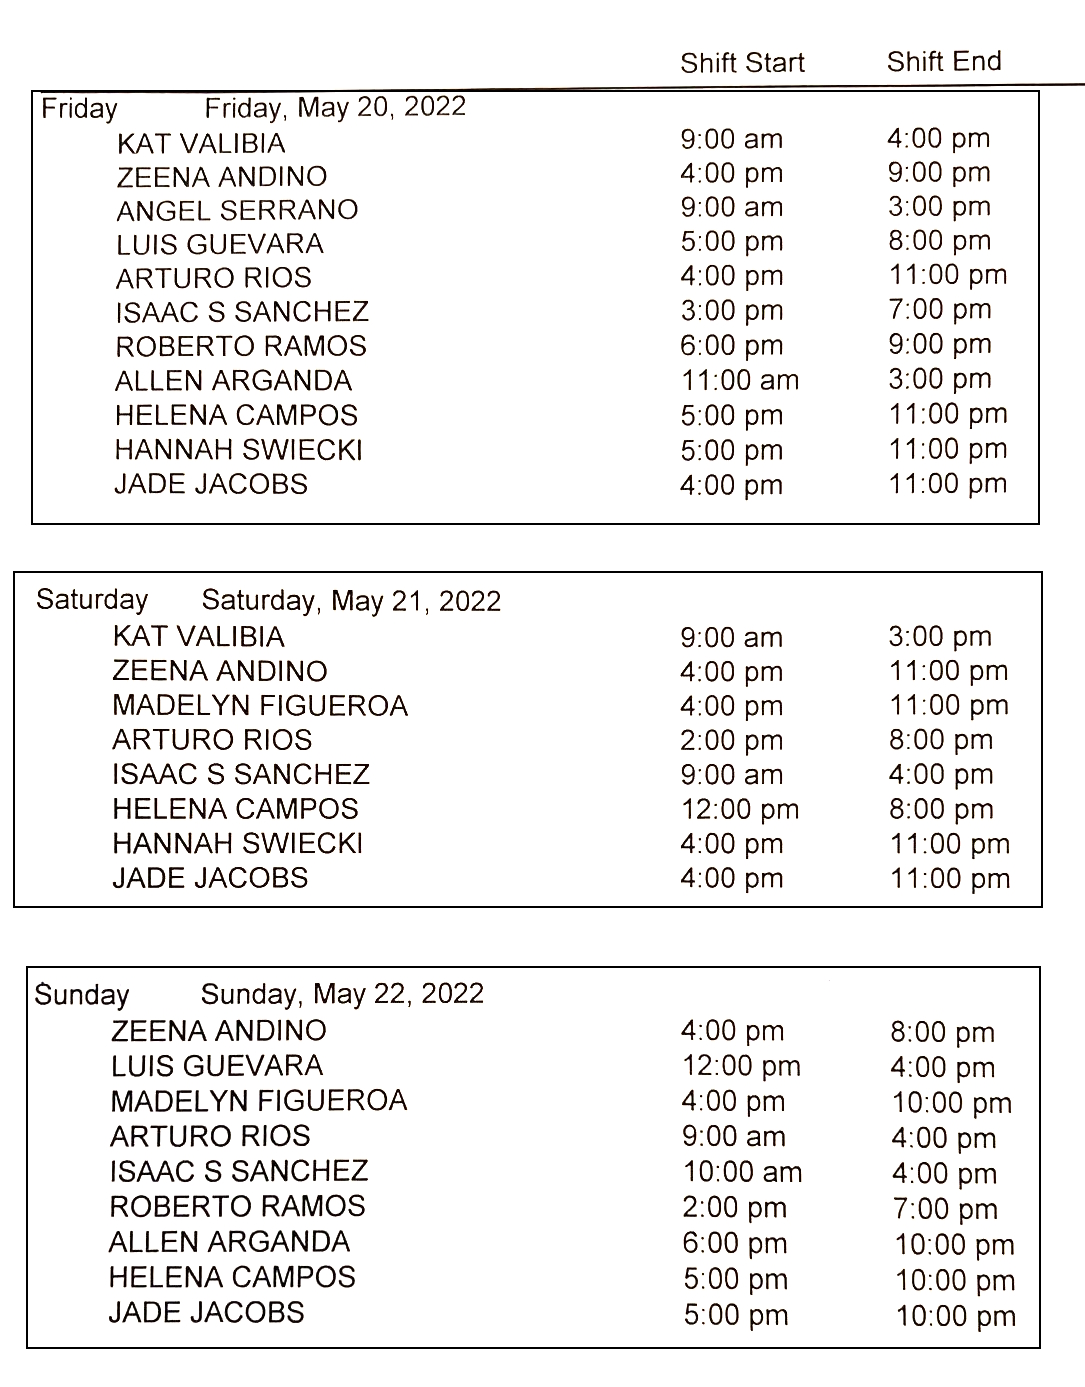 Shift Start Shift End
Friday Friday, May 20, 2022
KAT VALIBIA 9:00 am 4:00 pm
ZEENA ANDINO 4:00 pm 9:00 pm
ANGEL SERRANO 9:00 am 3:00 pm
LUIS GUEVARA 5:00 pm 8:00 pm
ARTURO RIOS 4:00 pm 11:00 pm
ISAAC S SANCHEZ 3:00 pm 7:00 pm
ROBERTO RAMOS 6:00 pm 9:00 pm
ALLEN ARGANDA 11:00 am 3:00 pm
HELENA CAMPOS 5:00 pm 11:00 pm
HANNAH SWIECKI 5:00 pm 11:00 pm
JADE JACOBS 4:00 pm 11:00 pm
Saturday Saturday, May 21, 2022
KAT VALIBIA 9:00 am 3:00 pm
ZEENA ANDINO 4:00 pm 11:00 pm
MADELYN FIGUEROA 4:00 pm 11:00 pm
ARTURO RIOS 2:00 pm 8:00 pm
ISAAC S SANCHEZ 9:00 am 4:00 pm
HELENA CAMPOS 12:00 pm 8:00 pm
HANNAH SWIECKI 4:00 pm 11:00 pm
JADE JACOBS 4:00 pm 11:00 pm
Sunday Sunday, May 22, 2022
ZEENA ANDINO 4:00 pm 8:00 pm
LUIS GUEVARA 12:00 pm 4:00 pm
MADELYN FIGUEROA 4:00 pm 10:00 pm
ARTURO RIOS 9:00 am 4:00 pm
ISAAC S SANCHEZ 10:00 am 4:00 pm
ROBERTO RAMOS 2:00 pm 7:00 pm
ALLEN ARGANDA 6:00 pm 10:00 pm
HELENA CAMPOS 5:00 pm 10:00 pm
JADE JACOBS 5:00 pm 10:00 pm